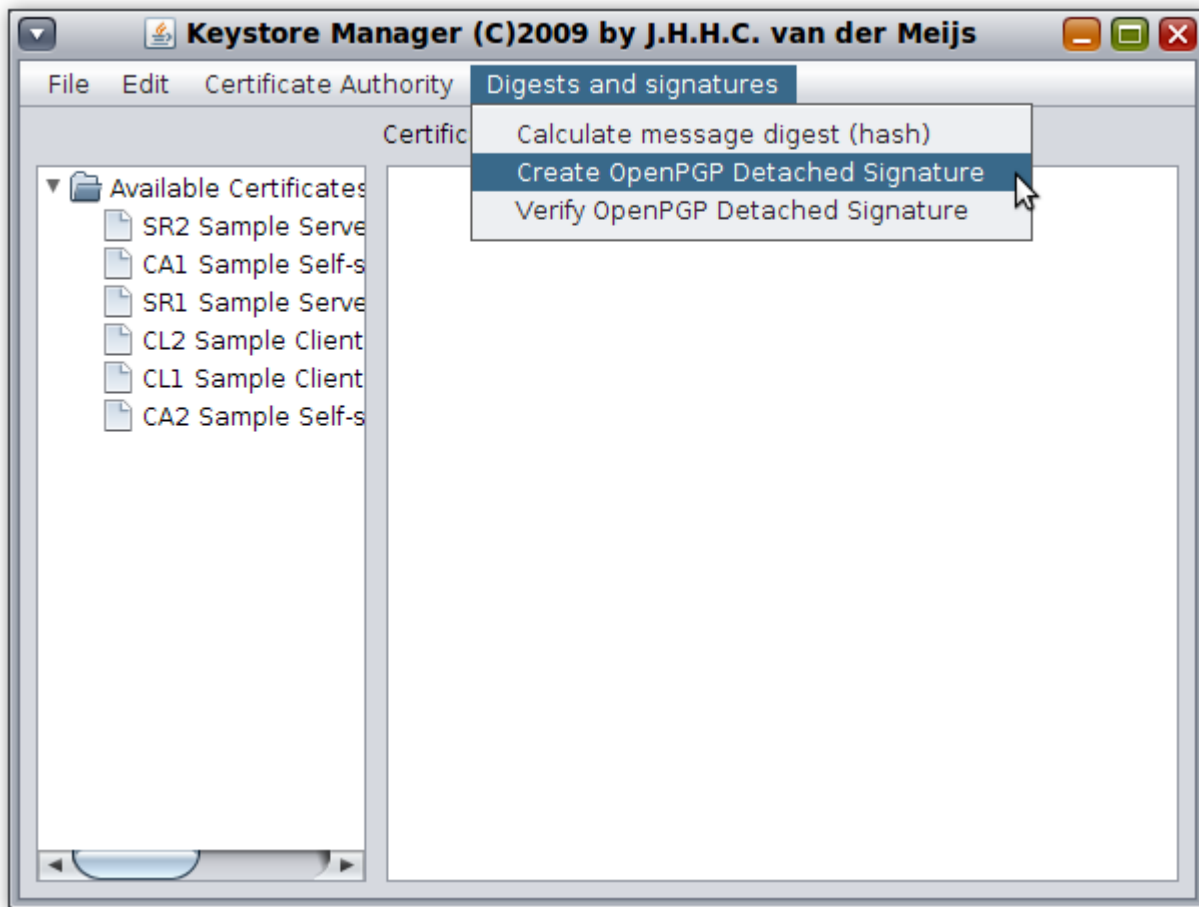 Keystore Manager (C)2009 by J.H.H.C. van der Meijs
File Edit Certificate Authority Digests and signatures
Certific
Calculate message digest (hash)
Create OpenPGP Detached Signature
Verify OpenPGP Detached Signature
Available Certificates
SR2 Sample Serve
CA1 Sample Self-s
SR1 Sample Serve
CL2 Sample Client
CL1 Sample Client
CA2 Sample Self-s